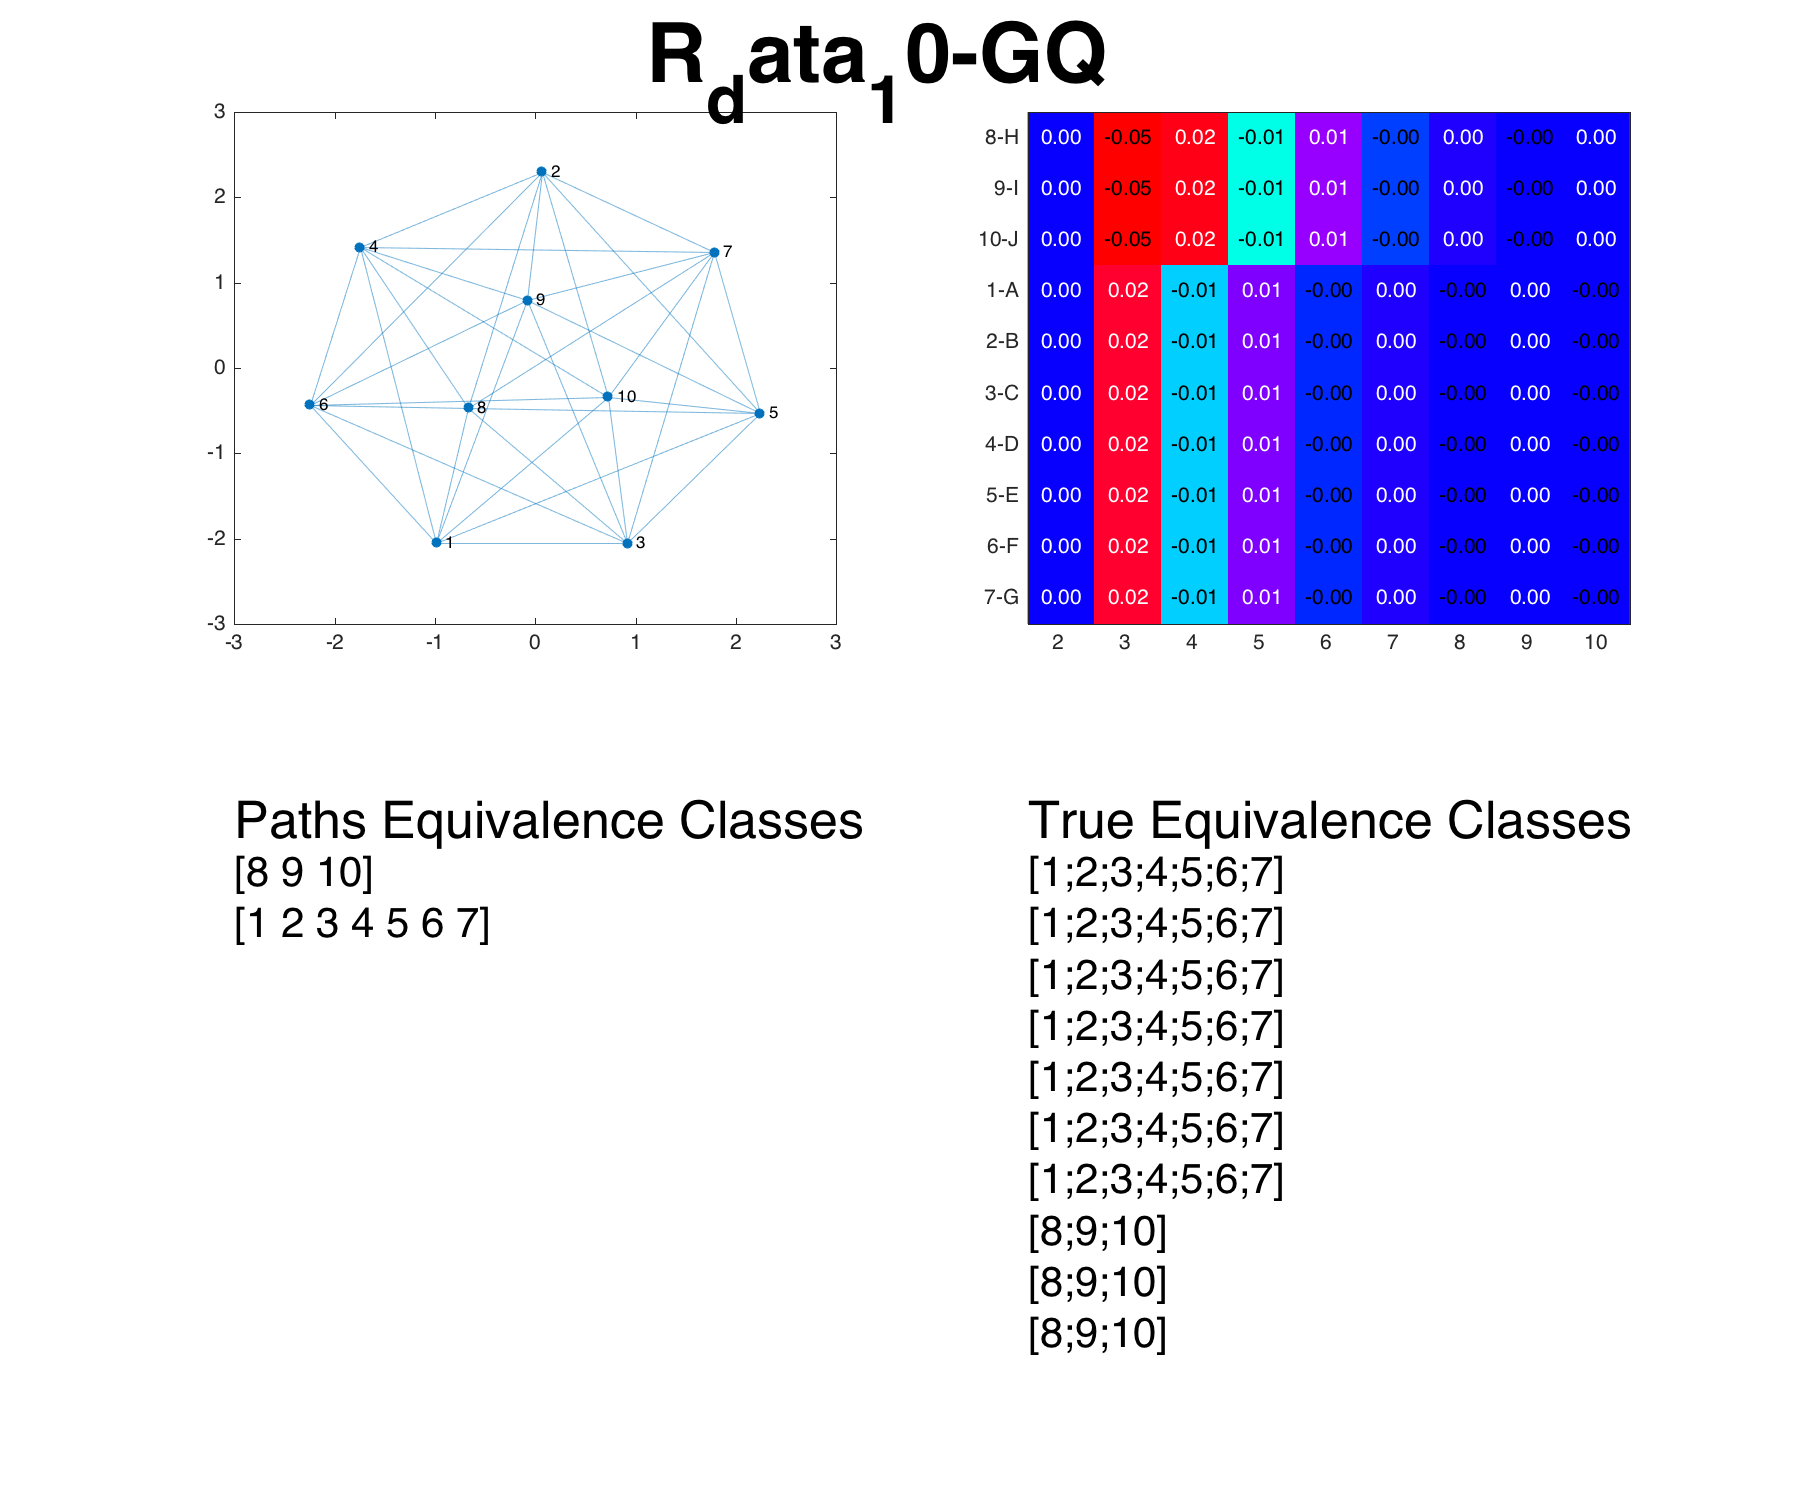 R_data_10-GQ
3
2
1
0
-1
-2
-3
-3 -2 -1 0 1 2 3
2
4
7
9
6
8
10
5
1
3
8-H 0.00 -0.05 0.02 -0.01 0.01 -0.00 0.00 -0.00 0.00
9-I 0.00 -0.05 0.02 -0.01 0.01 -0.00 0.00 -0.00 0.00
10-J 0.00 -0.05 0.02 -0.01 0.01 -0.00 0.00 -0.00 0.00
1-A 0.00 0.02 -0.01 0.01 -0.00 0.00 -0.00 0.00 -0.00
2-B 0.00 0.02 -0.01 0.01 -0.00 0.00 -0.00 0.00 -0.00
3-C 0.00 0.02 -0.01 0.01 -0.00 0.00 -0.00 0.00 -0.00
4-D 0.00 0.02 -0.01 0.01 -0.00 0.00 -0.00 0.00 -0.00
5-E 0.00 0.02 -0.01 0.01 -0.00 0.00 -0.00 0.00 -0.00
6-F 0.00 0.02 -0.01 0.01 -0.00 0.00 -0.00 0.00 -0.00
7-G 0.00 0.02 -0.01 0.01 -0.00 0.00 -0.00 0.00 -0.00
2 3 4 5 6 7 8 9 10
Paths Equivalence Classes
[8 9 10]
[1 2 3 4 5 6 7]
True Equivalence Classes
[1;2;3;4;5;6;7]
[1;2;3;4;5;6;7]
[1;2;3;4;5;6;7]
[1;2;3;4;5;6;7]
[1;2;3;4;5;6;7]
[1;2;3;4;5;6;7]
[1;2;3;4;5;6;7]
[8;9;10]
[8;9;10]
[8;9;10]